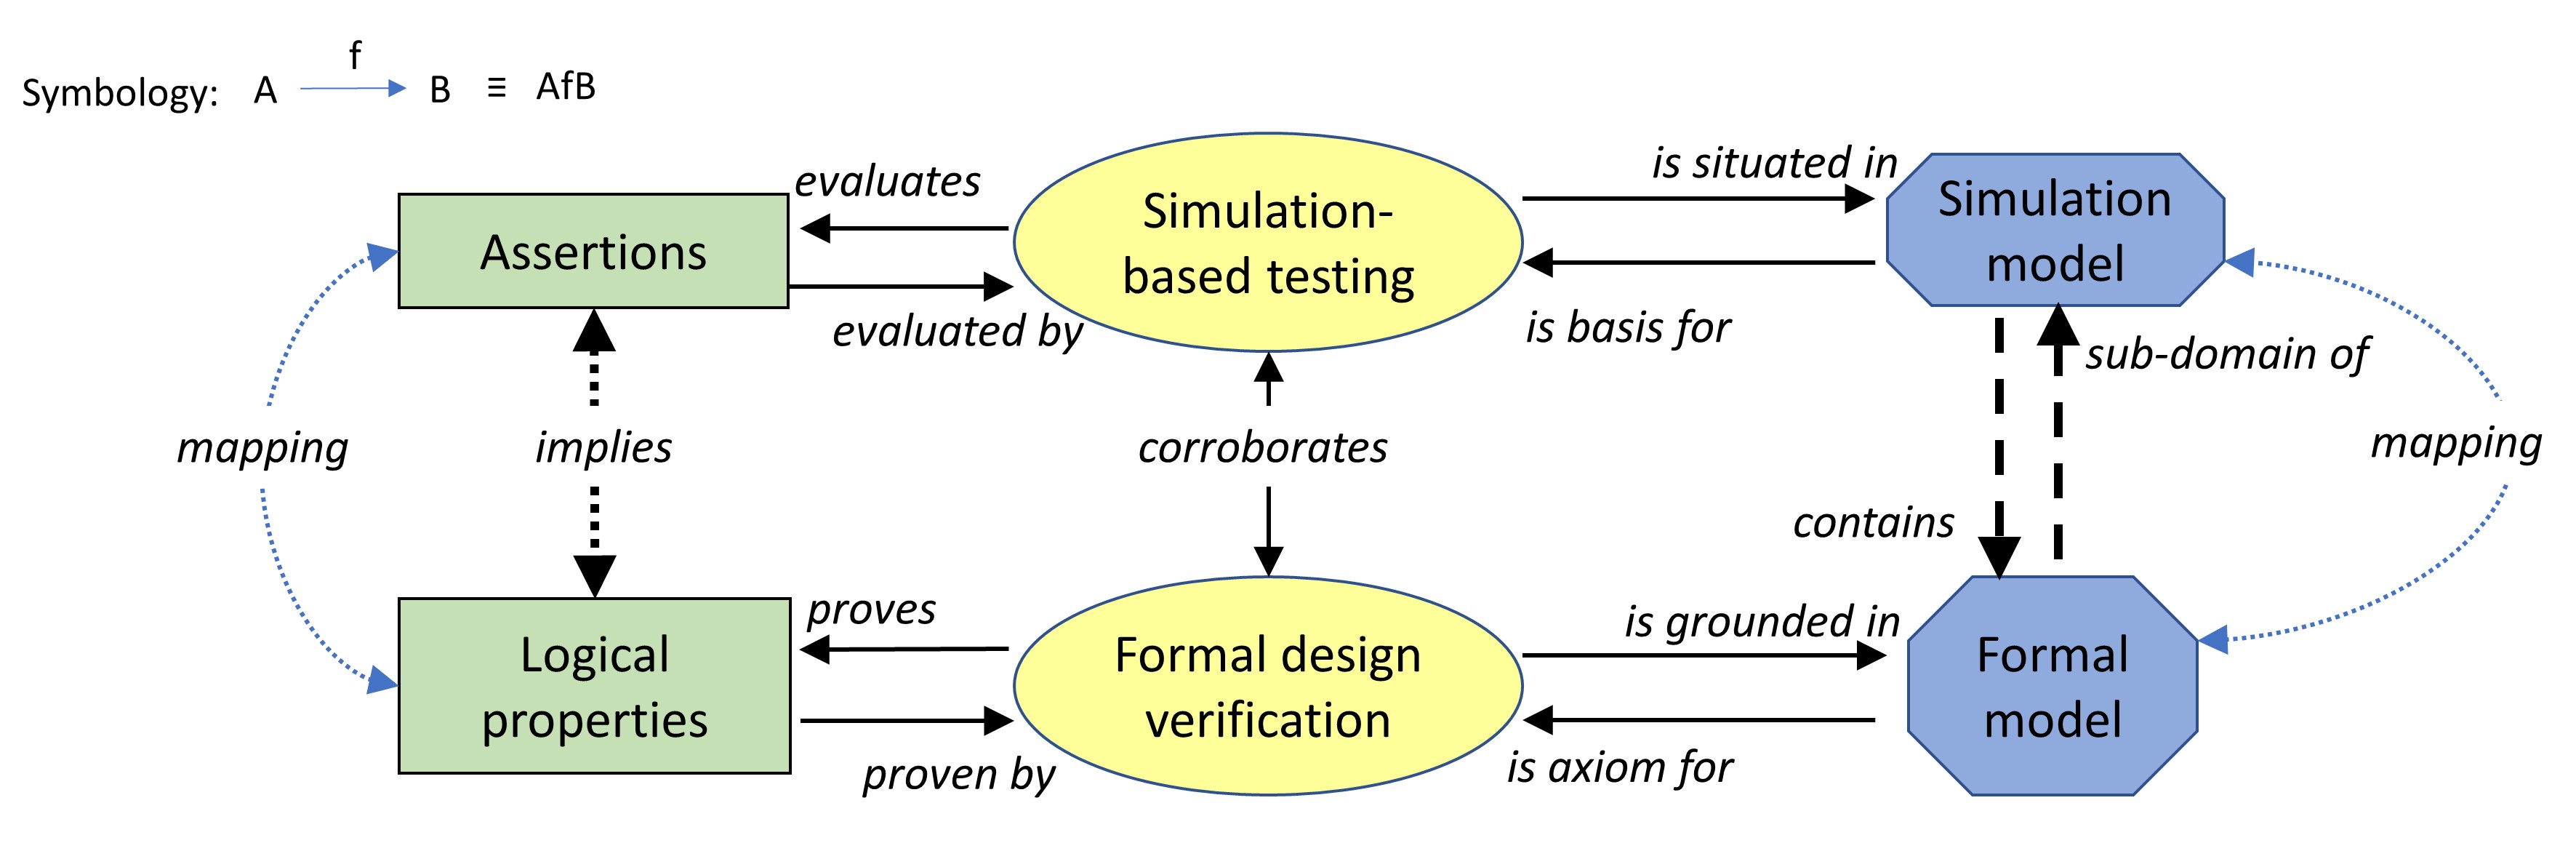 f
Symbology: A B ≡ AfB
evaluates
is situated in
Simulation-
based testing
Simulation
model
Assertions
evaluated by
is basis for
sub-domain of
mapping
implies
corroborates
mapping
contains
proves
is grounded in
Logical
properties
Formal design
verification
Formal
model
proven by
is axiom for